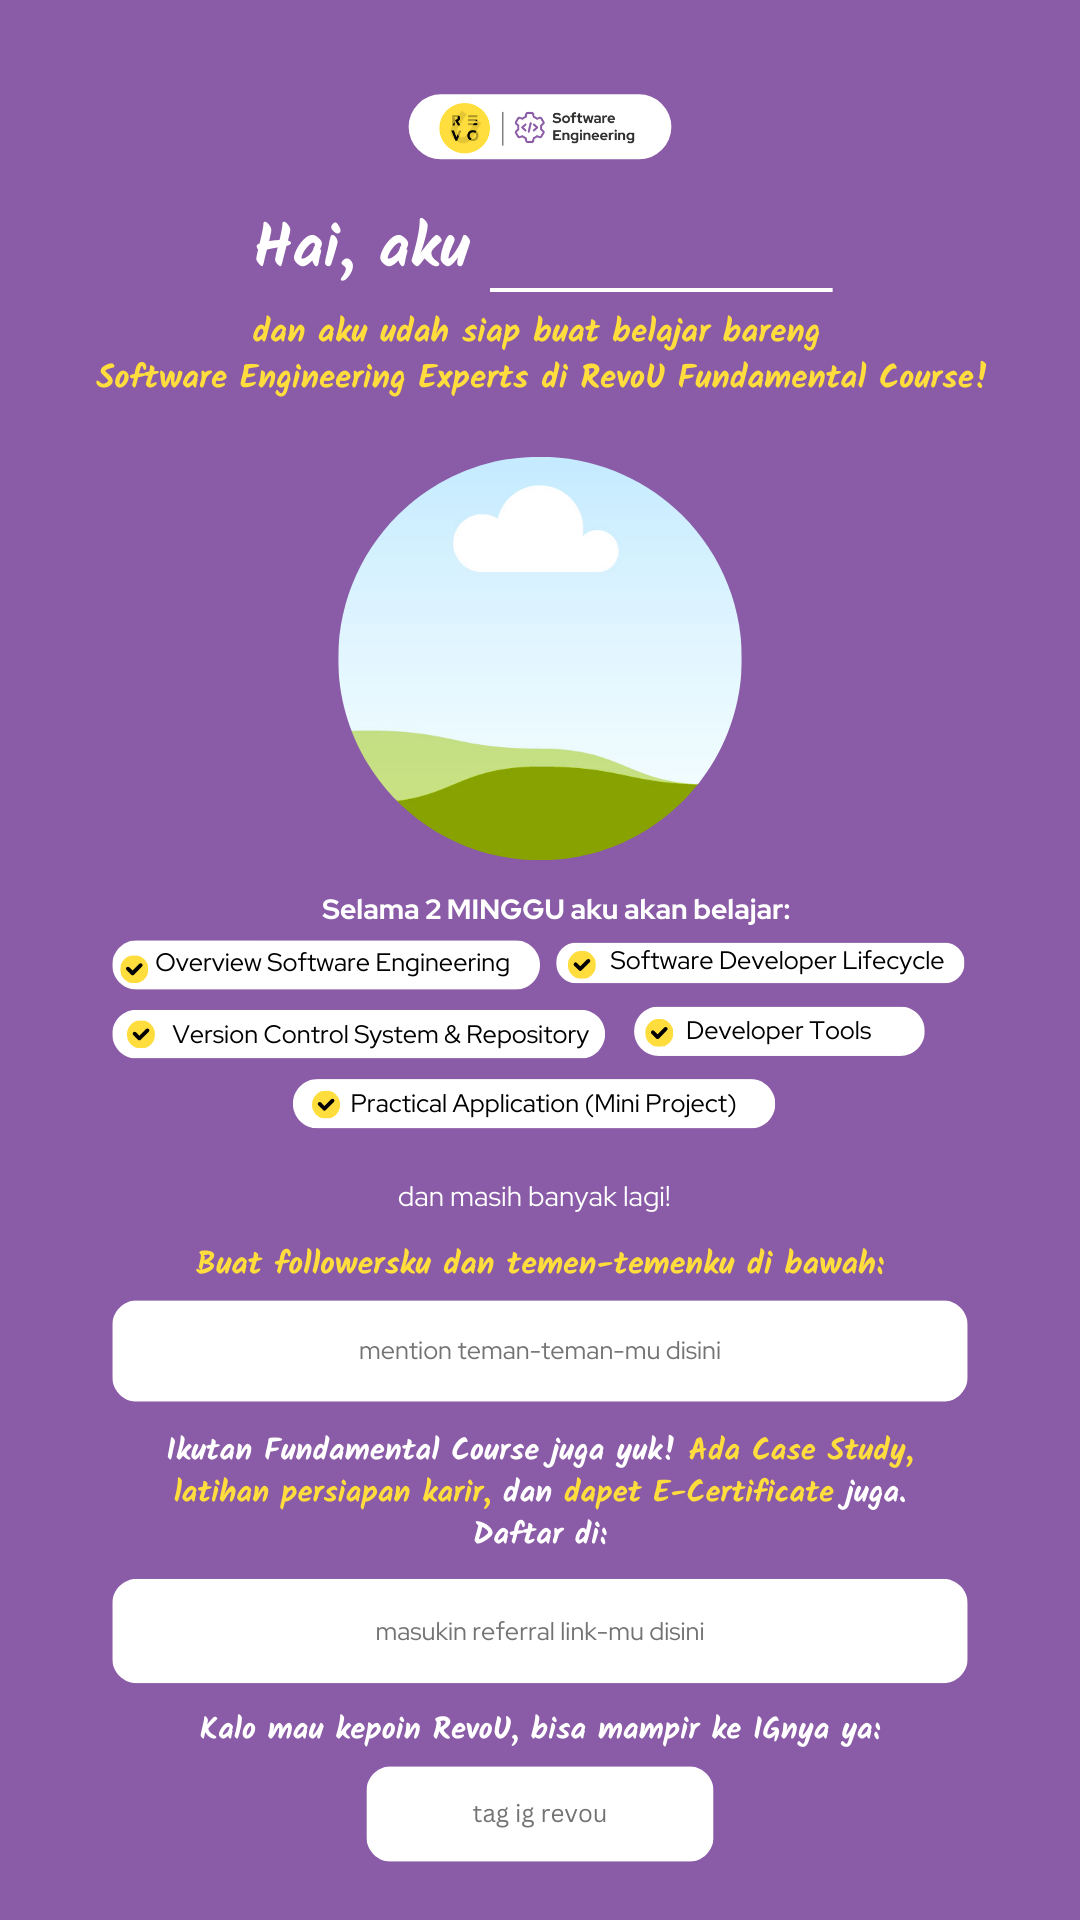 RE
VO
Software
Engineering
Hai, aku
dan aku udah siap buat belajar bareng
Software Engineering Experts di RevoU Fundamental Course!
Selama 2 MINGGU aku akan belajar:
Overview Software Engineering
Software Developer Lifecycle
Version Control System & Repository
Developer Tools
Practical Application (Mini Project)
dan masih banyak lagi!
Buat followersku dan temen-temenku di bawah:
mention teman-teman-mu disini
Ikutan Fundamental Course juga yuk! Ada Case Study,
latihan persiapan karir, dan dapet E-Certificate juga.
Daftar di:
masukin referral link-mu disini
Kalo mau kepoin RevoU, bisa mampir ke IGnya ya:
tag ig revou